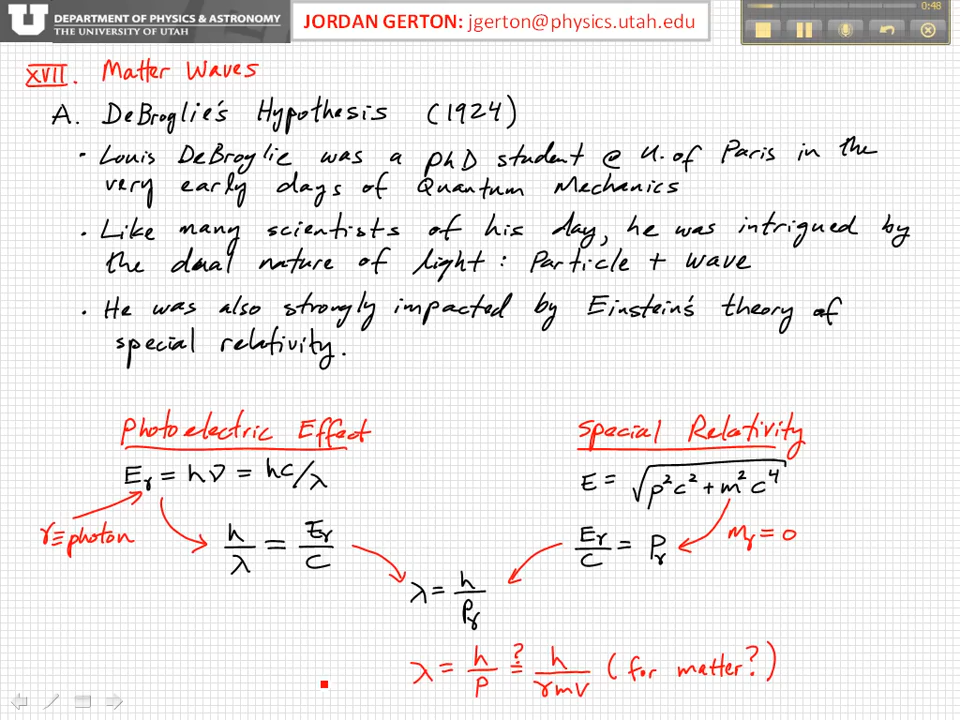 U DEPARTMENT OF PHYSICS & ASTRONOMY
THE UNIVERSITY OF UTAH
JORDAN GERTON: jgerton@physics.utah.edu
0:48
XVII. Matter Waves
A. DeBroglie's Hypothesis (1924)
• Louis DeBroglie was a PhD student @ U. of Paris in the
very early days of Quantum Mechanics
• Like many scientists of his day, he was intrigued by
the dual nature of light: Particle + wave
• He was also strongly impacted by Einstein's theory of
special relativity.
Photoelectric Effect
Special Relativity
Eγ = hν = hc/λ
E = √(p²c² + m²c⁴)
γ ≡ photon
h/λ = Eγ/c
Eγ/c = Pγ
mγ = 0
λ = h/Pγ
λ = h/P ≟ h/γmv (for matter?)